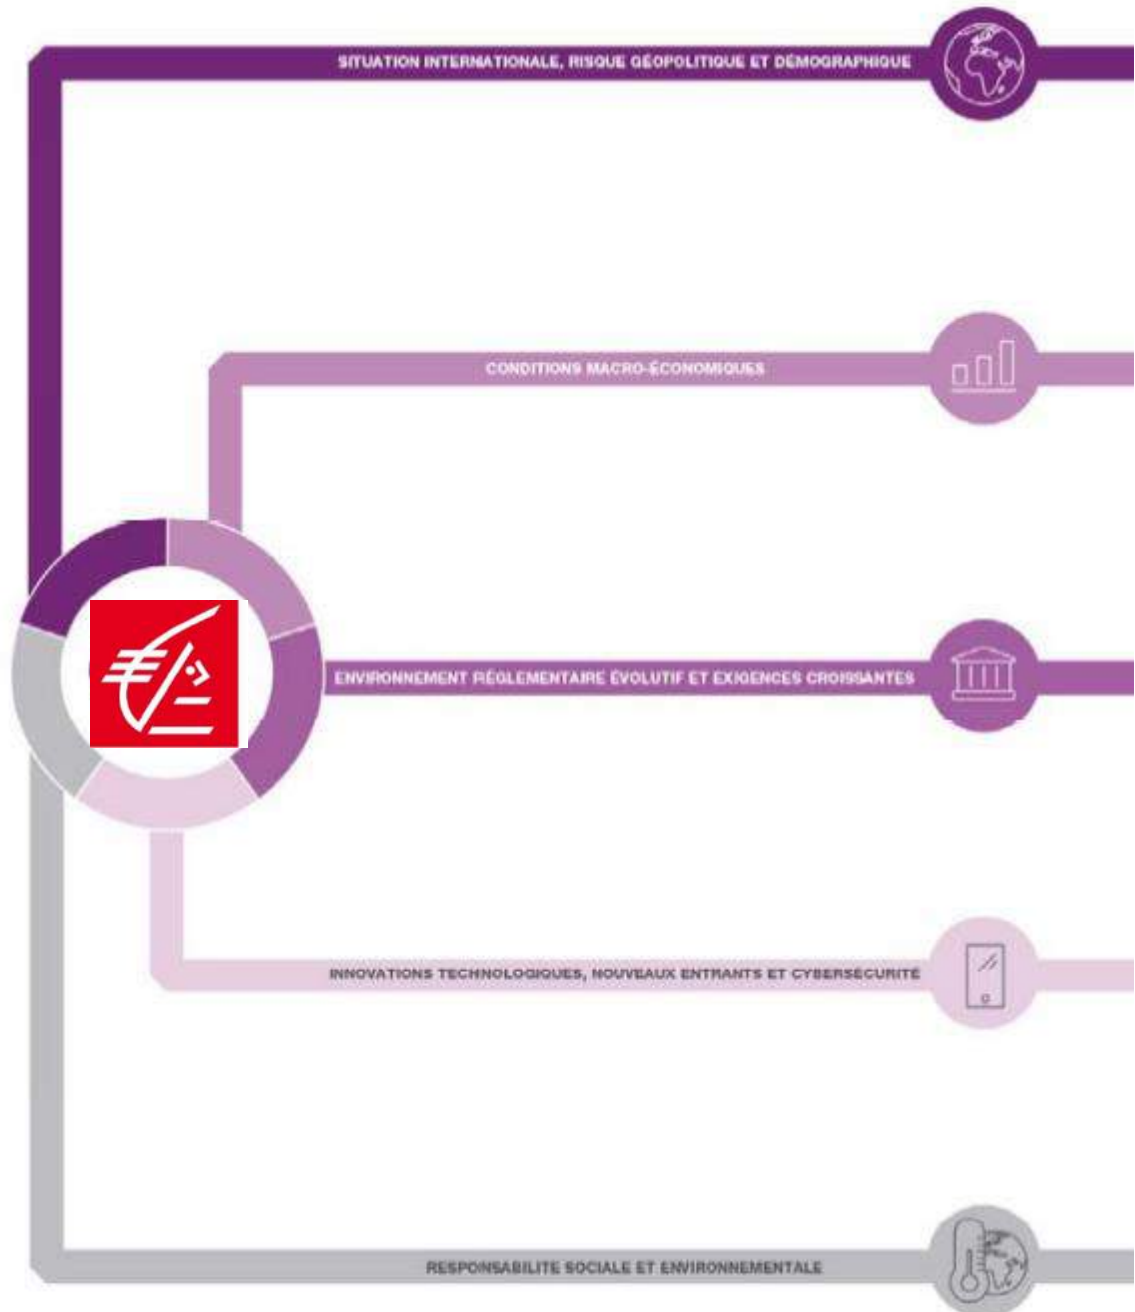 SITUATION INTERNATIONALE, RISQUE GÉOPOLITIQUE ET DÉMOGRAPHIQUE
CONDITIONS MACRO-ÉCONOMIQUES
ENVIRONNEMENT RÉGLEMENTAIRE ÉVOLUTIF ET EXIGENCES CROISSANTES
INNOVATIONS TECHNOLOGIQUES, NOUVEAUX ENTRANTS ET CYBERSÉCURITÉ
RESPONSABILITE SOCIALE ET ENVIRONNEMENTALE